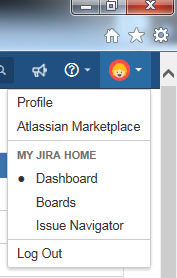 Profile
Atlassian Marketplace
MY JIRA HOME
Dashboard
Boards
Issue Navigator
Log Out